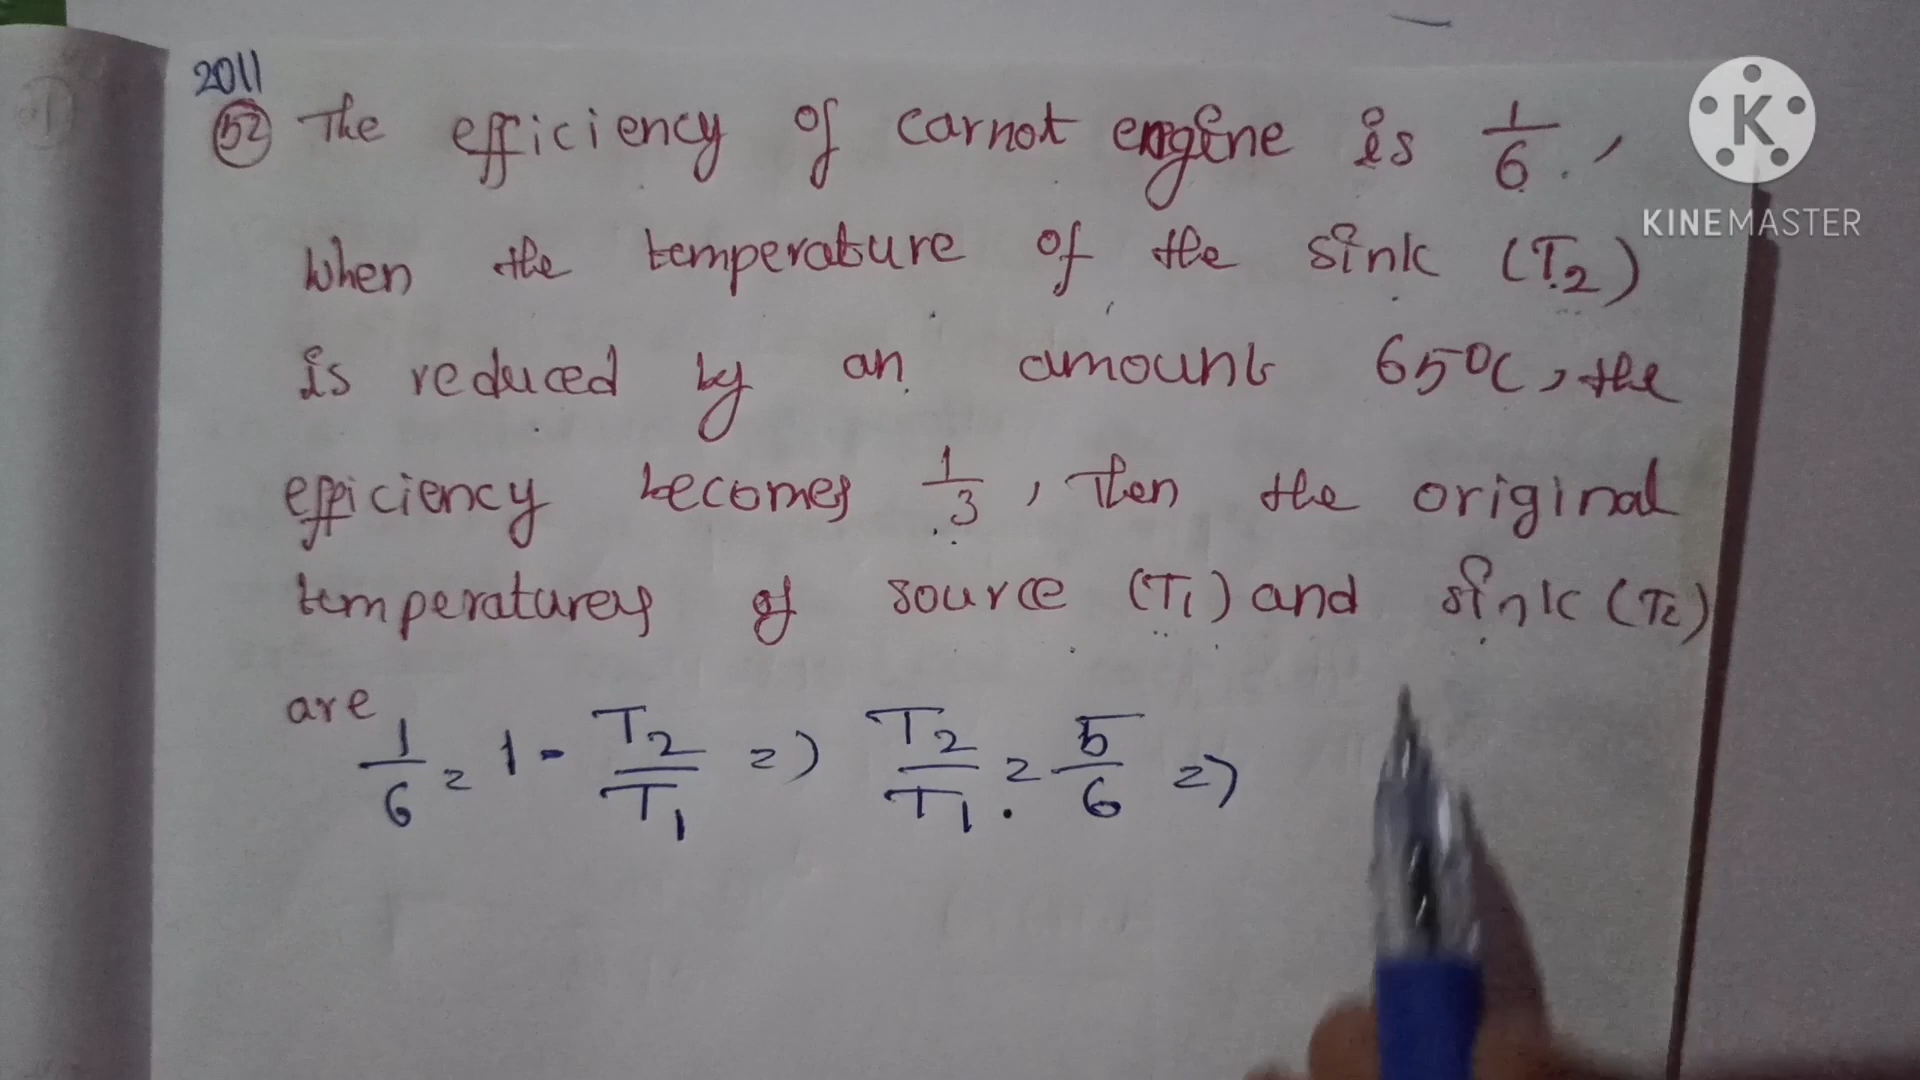 2011
52 The efficiency of carnot engine is 1/6,
when the temperature of the sink (T2)
is reduced by an amount 65°C, the
efficiency becomes 1/3, Then the original
temperatures of source (T1) and sink (T2)
are
1/6 = 1 - T2/T1 => T2/T1 = 5/6 =>
K
KINEMASTER